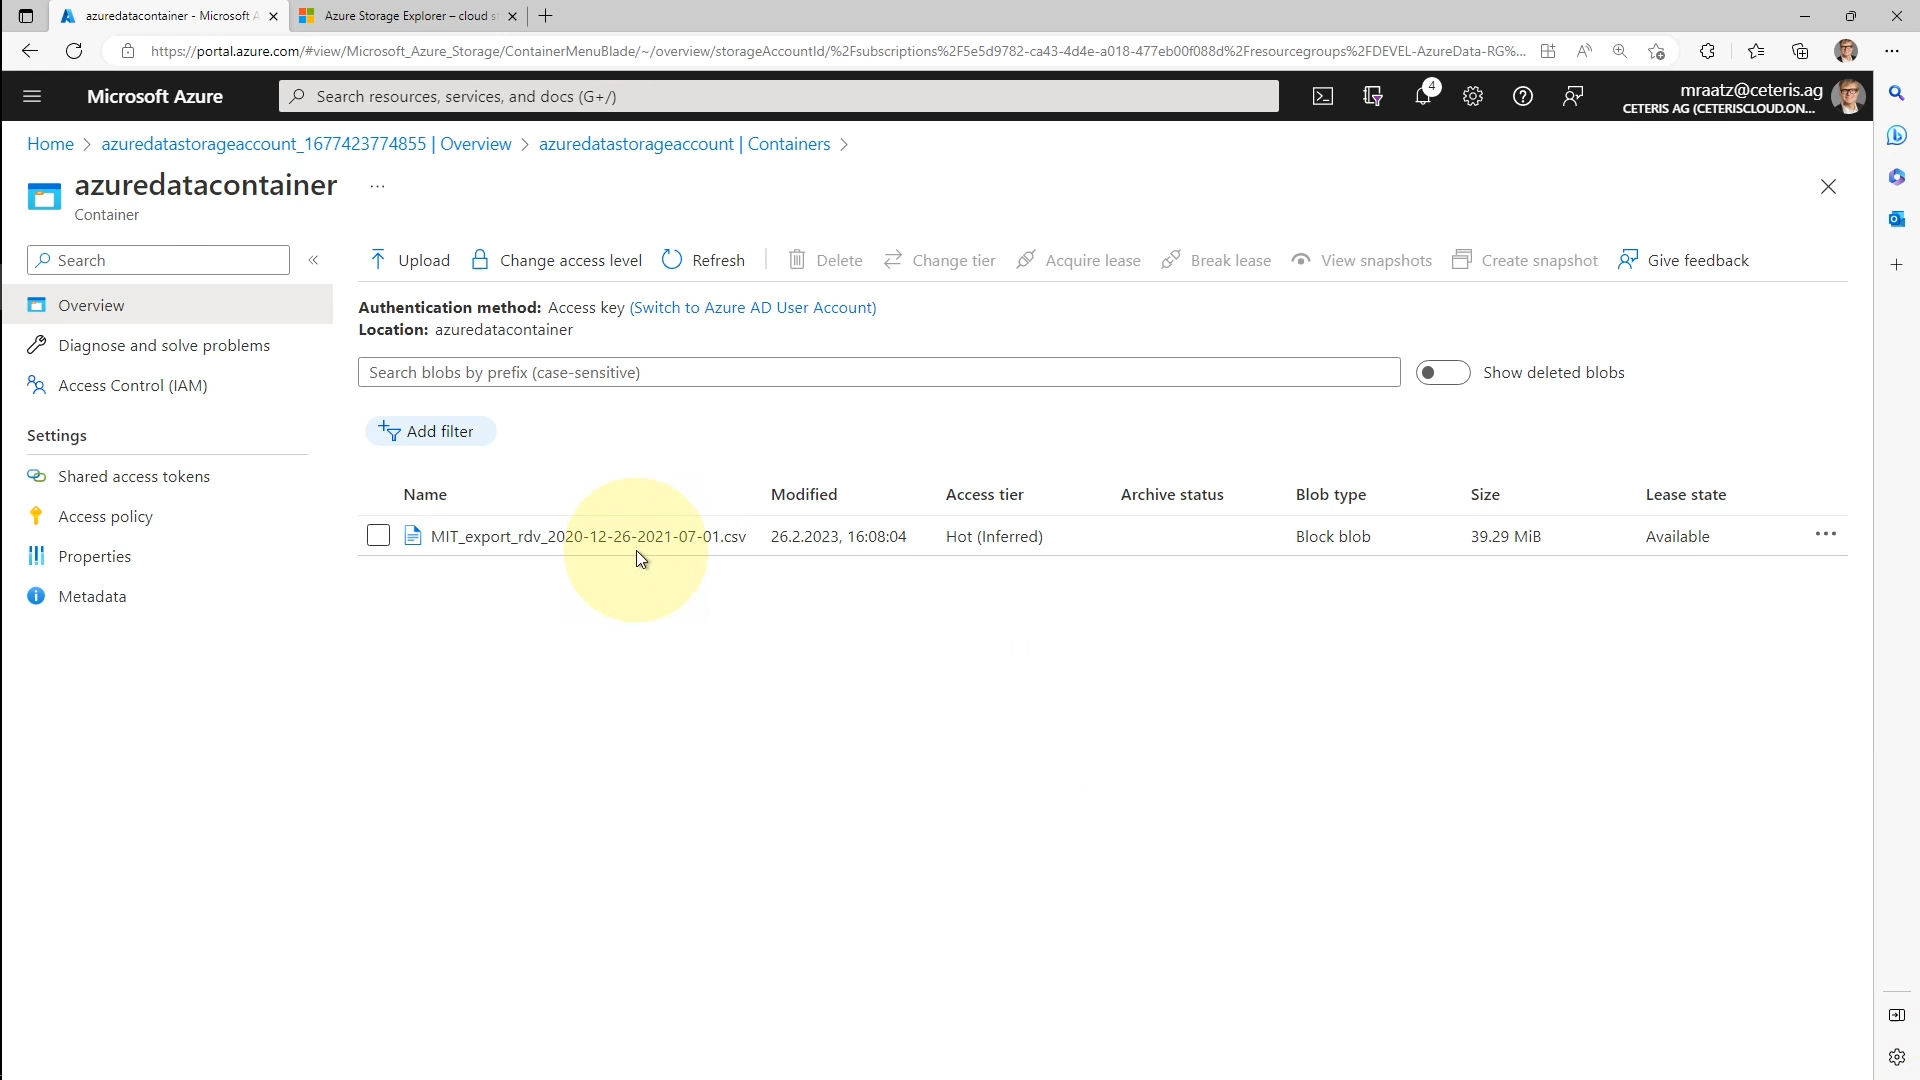 azuredatacontainer - Microsoft A
Azure Storage Explorer – cloud s
https://portal.azure.com/#view/Microsoft_Azure_Storage/ContainerMenuBlade/~/overview/storageAccountId/%2Fsubscriptions%2F5e5d9782-ca43-4d4e-a018-477eb00f088d%2Fresourcegroups%2FDEVEL-AzureData-RG%...
Microsoft Azure
Search resources, services, and docs (G+/)
4
mraatz@ceteris.ag
CETERIS AG (CETERISCLOUD.ON...
Home > azuredatastorageaccount_1677423774855 | Overview > azuredatastorageaccount | Containers >
azuredatacontainer ...
Container
Search
Upload
Change access level
Refresh
Delete
Change tier
Acquire lease
Break lease
View snapshots
Create snapshot
Give feedback
Overview
Diagnose and solve problems
Access Control (IAM)
Settings
Shared access tokens
Access policy
Properties
Metadata
Authentication method: Access key (Switch to Azure AD User Account)
Location: azuredatacontainer
Search blobs by prefix (case-sensitive)
Show deleted blobs
Add filter
Name Modified Access tier Archive status Blob type Size Lease state
MIT_export_rdv_2020-12-26-2021-07-01.csv 26.2.2023, 16:08:04 Hot (Inferred) Block blob 39.29 MiB Available